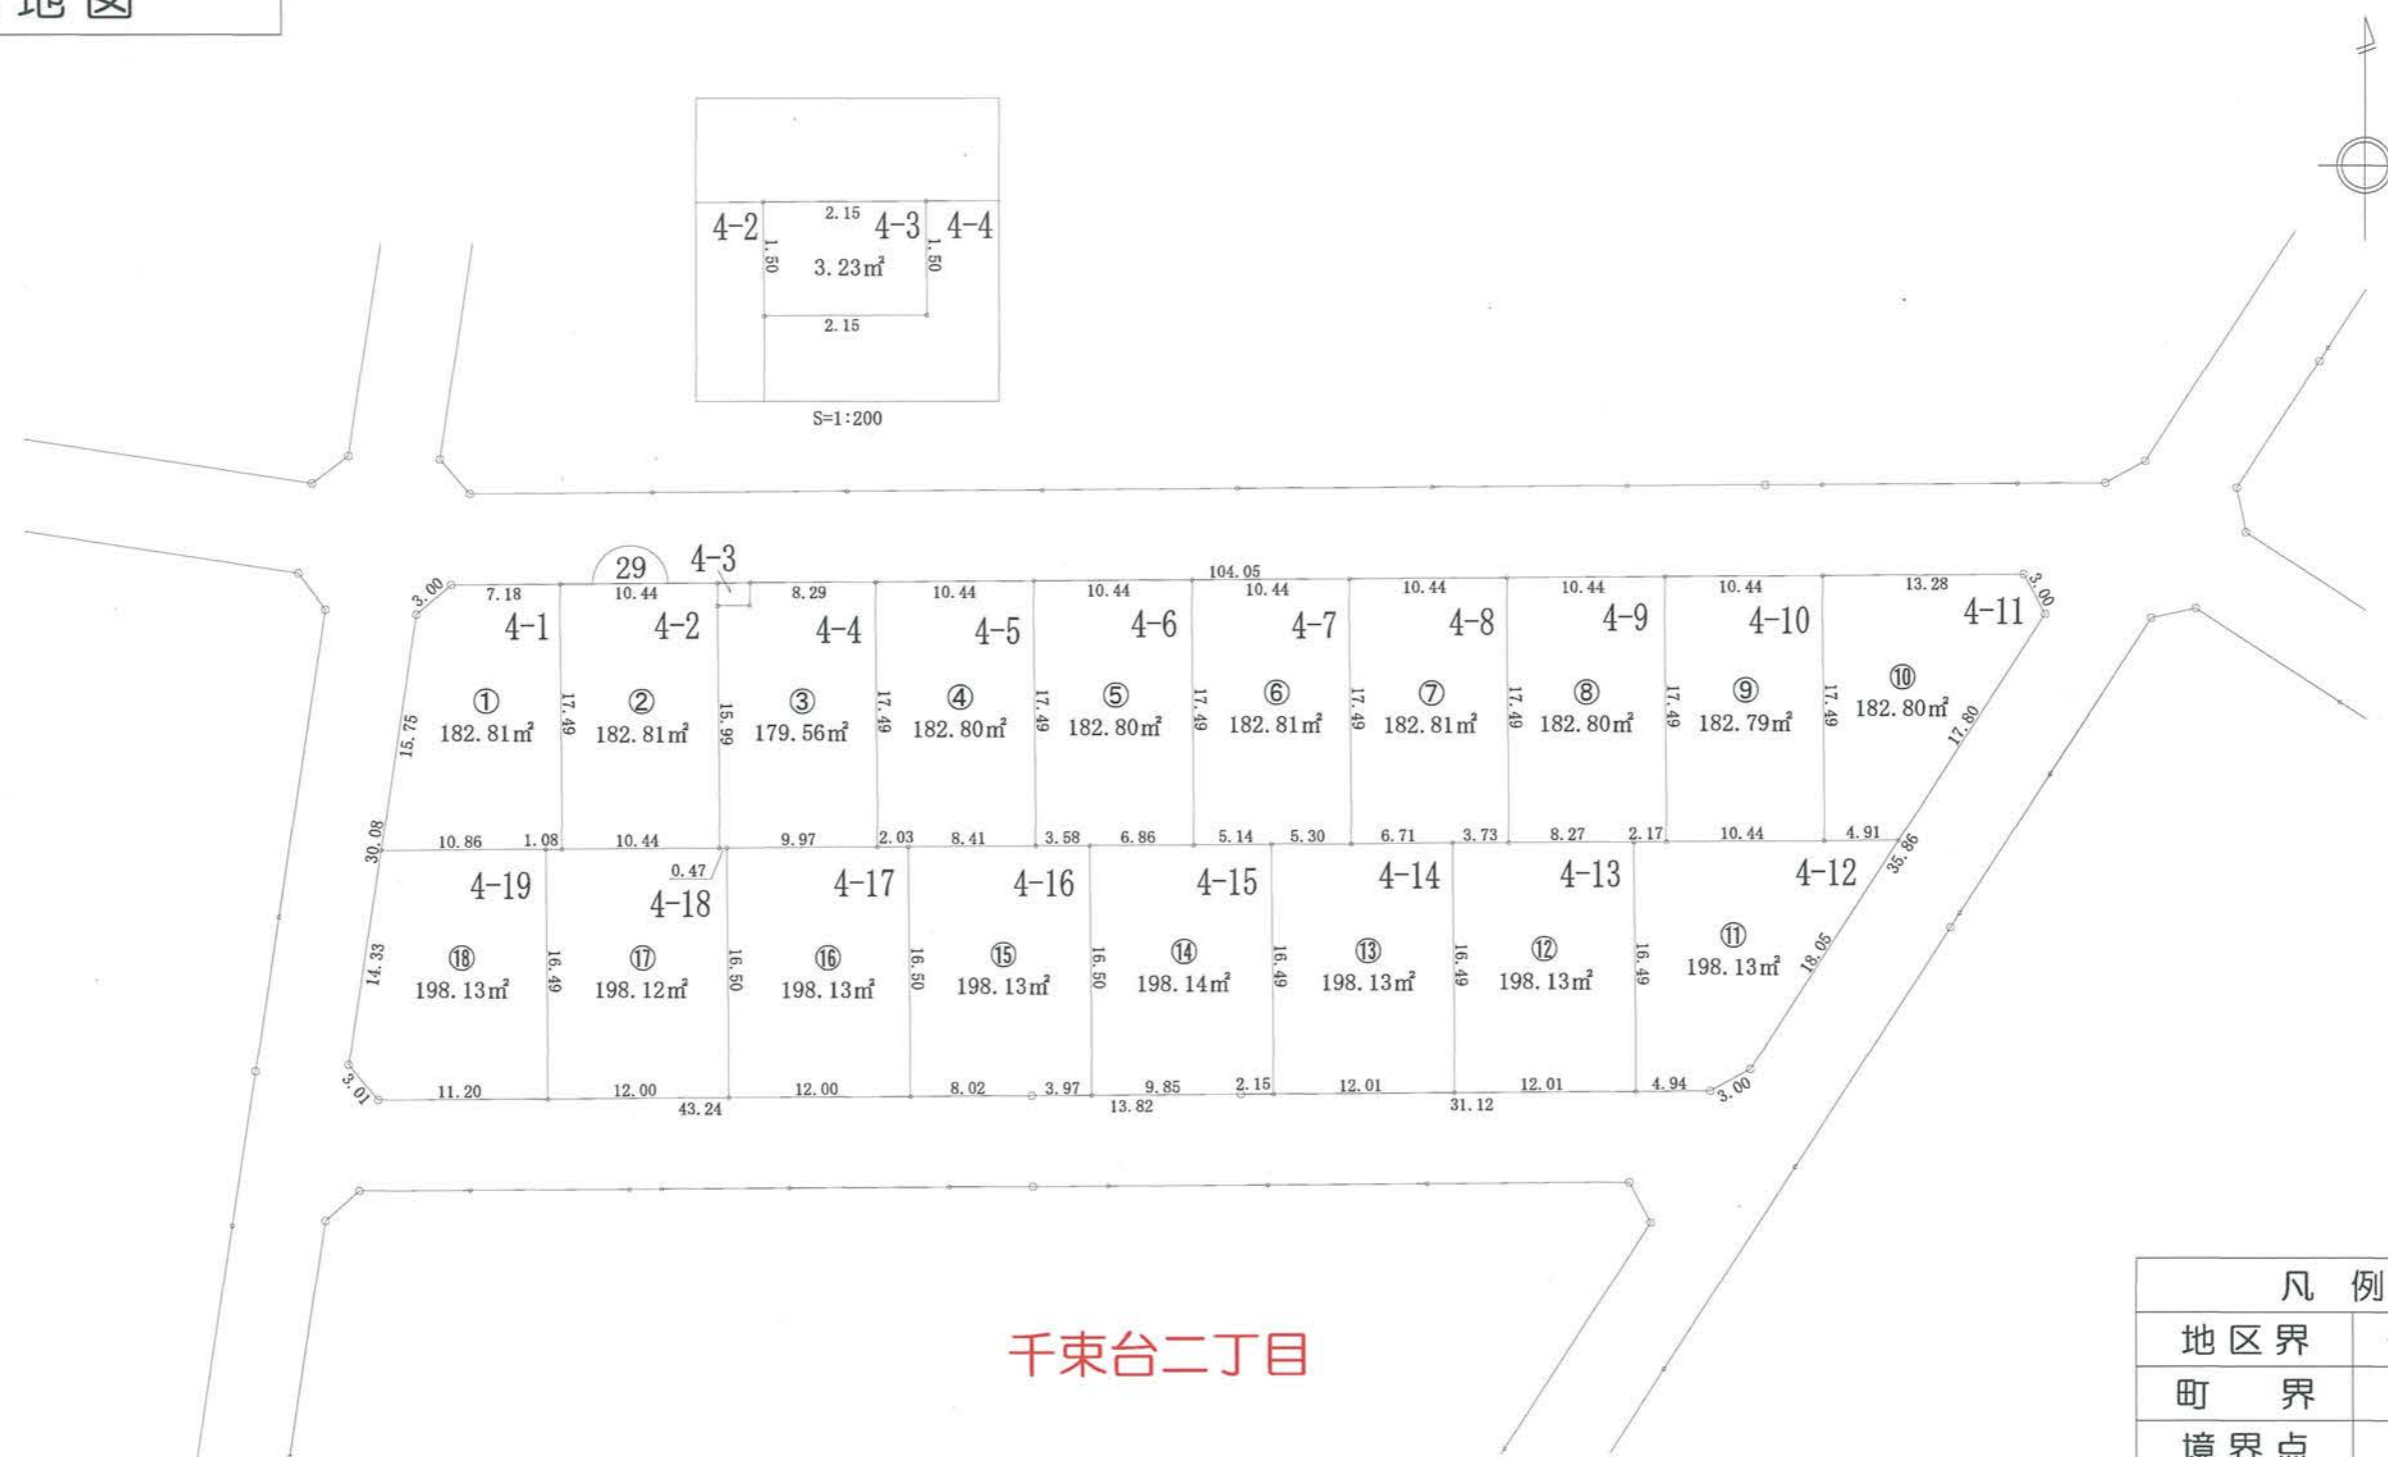 地図
2.15
4-2 4-3 4-4
1.50 1.50
3.23㎡
2.15
S=1:200
29 4-3
104.05
3.00 7.18 10.44 8.29 10.44 10.44 10.44 10.44 10.44 10.44 13.28 3.00
4-1 4-2 4-4 4-5 4-6 4-7 4-8 4-9 4-10 4-11
① ② ③ ④ ⑤ ⑥ ⑦ ⑧ ⑨ ⑩
182.81㎡ 182.81㎡ 179.56㎡ 182.80㎡ 182.80㎡ 182.81㎡ 182.81㎡ 182.80㎡ 182.79㎡ 182.80㎡
15.75 17.49 15.99 17.49 17.49 17.49 17.49 17.49 17.49 17.49 17.80
30.08 10.86 1.08 10.44 9.97 2.03 8.41 3.58 6.86 5.14 5.30 6.71 3.73 8.27 2.17 10.44 4.91 35.86
0.47
4-19 4-18 4-17 4-16 4-15 4-14 4-13 4-12
⑱ ⑰ ⑯ ⑮ ⑭ ⑬ ⑫ ⑪
198.13㎡ 198.12㎡ 198.13㎡ 198.13㎡ 198.14㎡ 198.13㎡ 198.13㎡ 198.13㎡
14.33 16.49 16.50 16.50 16.50 16.49 16.49 16.49 18.05
3.01 11.20 12.00 12.00 8.02 3.97 9.85 2.15 12.01 12.01 4.94 3.00
43.24 13.82 31.12
千束台二丁目
凡 例
地区界
町 界
境界点